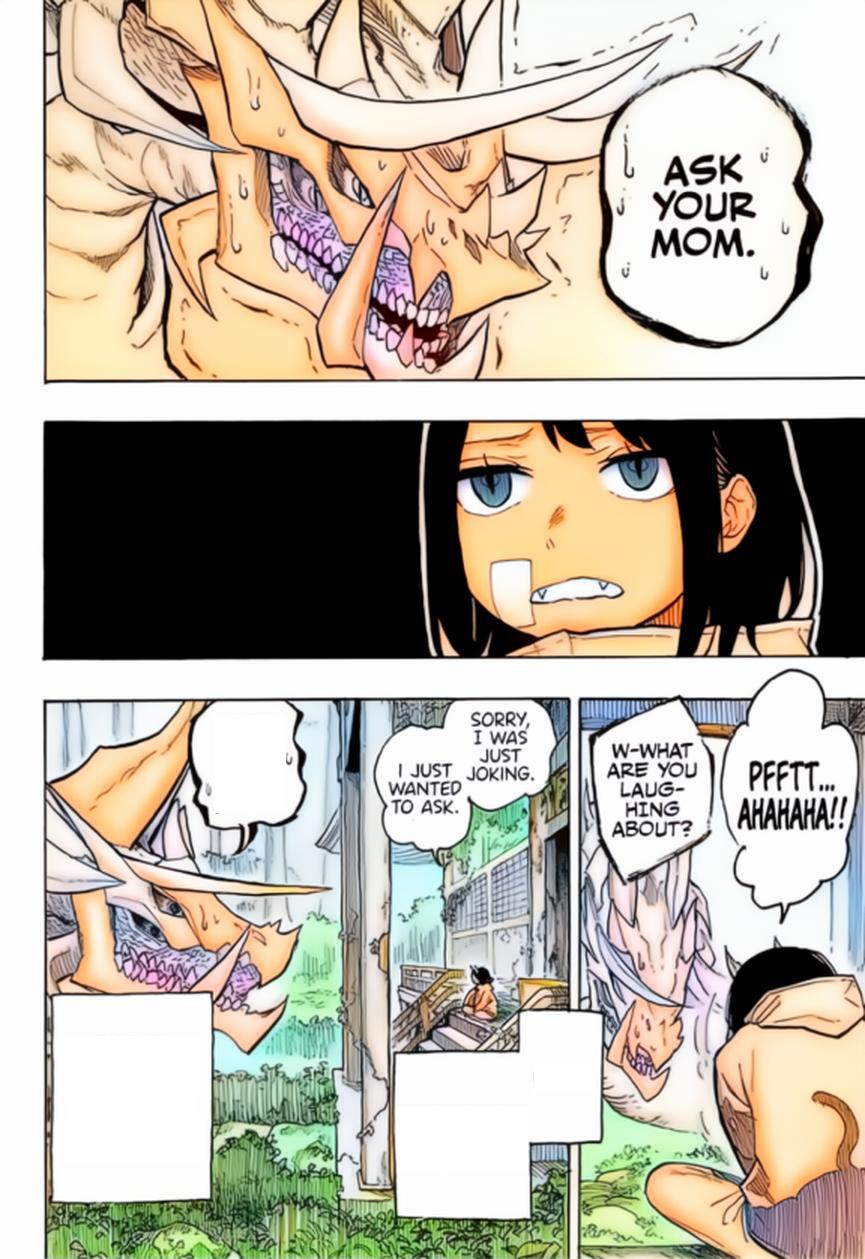 ASK
YOUR
MOM.
PFFTT...
AHAHAHA!!
W-WHAT
ARE YOU
LAUG-
HING
ABOUT?
SORRY,
I WAS
JUST
JOKING.
I JUST
WANTED
TO ASK.